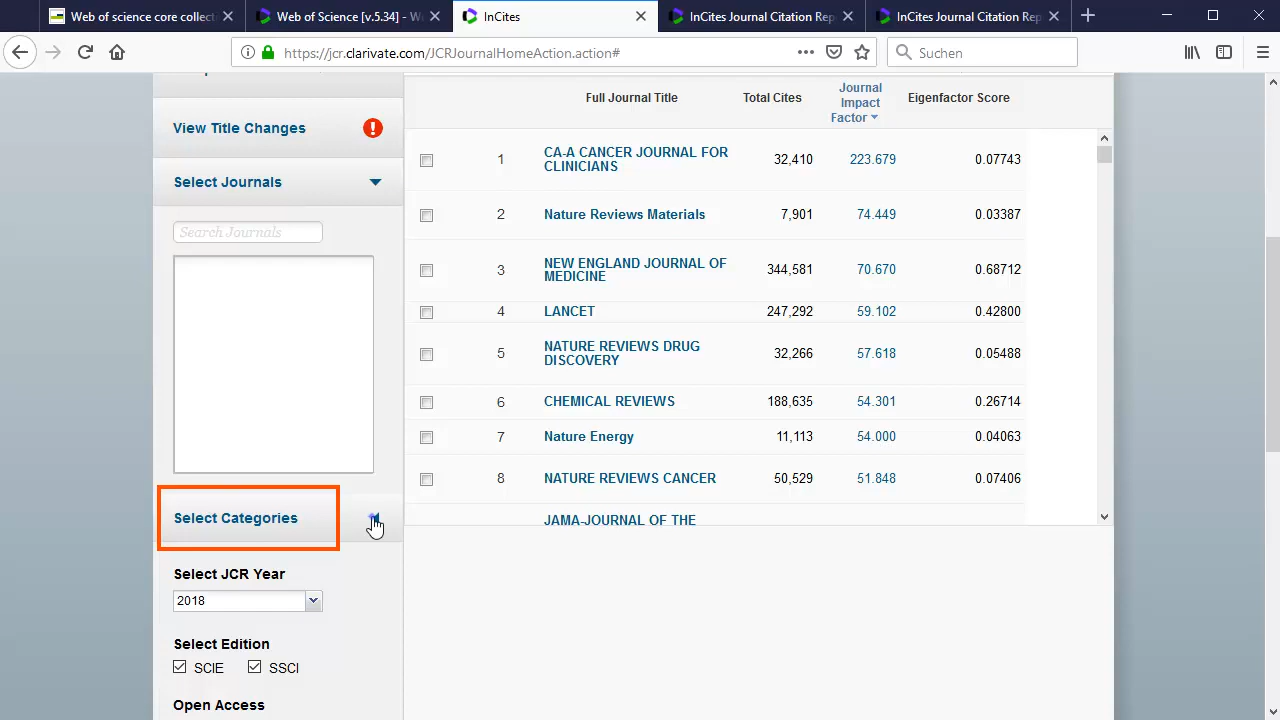 Web of science core collect
Web of Science [v.5.34] - W
InCites
InCites Journal Citation Rep
InCites Journal Citation Rep
https://jcr.clarivate.com/JCRJournalHomeAction.action#
Suchen
View Title Changes
Select Journals
Search Journals
Select Categories
Select JCR Year
2018
Select Edition
SCIE SSCI
Open Access
Full Journal Title Total Cites Journal Impact Factor Eigenfactor Score
1 CA-A CANCER JOURNAL FOR CLINICIANS 32,410 223.679 0.07743
2 Nature Reviews Materials 7,901 74.449 0.03387
3 NEW ENGLAND JOURNAL OF MEDICINE 344,581 70.670 0.68712
4 LANCET 247,292 59.102 0.42800
5 NATURE REVIEWS DRUG DISCOVERY 32,266 57.618 0.05488
6 CHEMICAL REVIEWS 188,635 54.301 0.26714
7 Nature Energy 11,113 54.000 0.04063
8 NATURE REVIEWS CANCER 50,529 51.848 0.07406
JAMA-JOURNAL OF THE